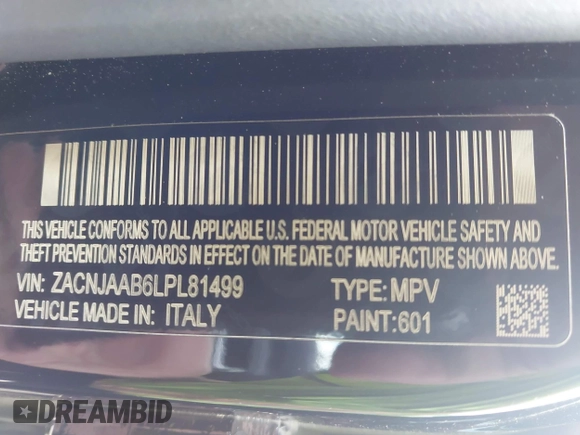 THIS VEHICLE CONFORMS TO ALL APPLICABLE U.S. FEDERAL MOTOR VEHICLE SAFETY AND
THEFT PREVENTION STANDARDS IN EFFECT ON THE DATE OF MANUFACTURE SHOWN ABOVE.
VIN: ZACNJAAB6LPL81499 TYPE: MPV
VEHICLE MADE IN: ITALY PAINT:601
DREAMBID